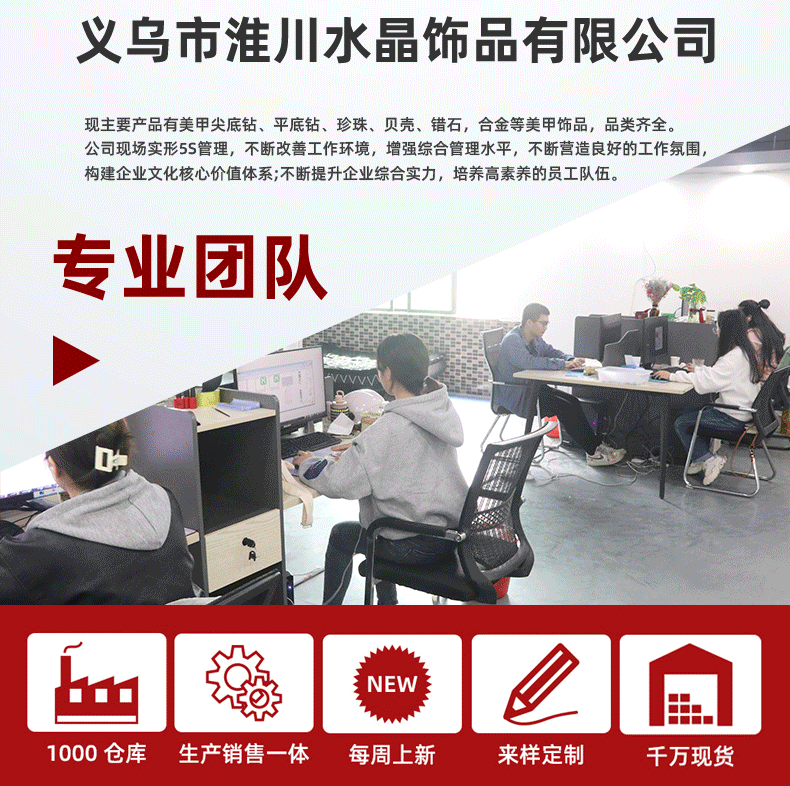 义乌市淮川水晶饰品有限公司
现主要产品有美甲尖底钻、平底钻、珍珠、贝壳、锆石，合金等美甲饰品，品类齐全。
公司现场实形5S管理，不断改善工作环境，增强综合管理水平，不断营造良好的工作氛围，
构建企业文化核心价值体系;不断提升企业综合实力，培养高素养的员工队伍。
专业团队
NEW
1000 仓库
生产销售一体
每周上新
来样定制
千万现货